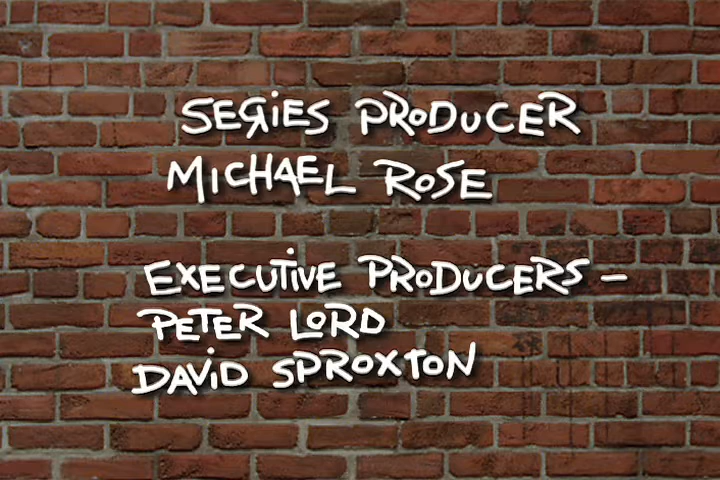 SERIES PRODUCER
MICHAEL ROSE
EXECUTIVE PRODUCERS –
PETER LORD
DAVID SPROXTON